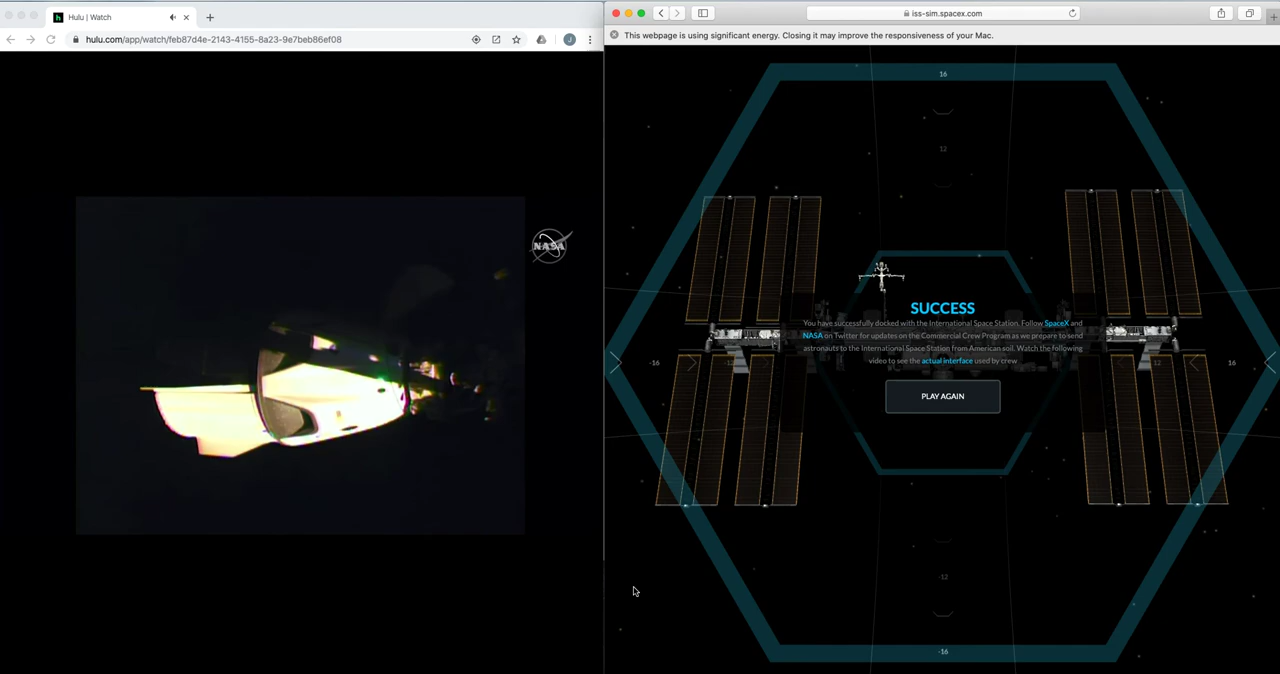 Hulu | Watch
hulu.com/app/watch/feb87d4e-2143-4155-8a23-9e7beb86ef08
J
NASA
iss-sim.spacex.com
This webpage is using significant energy. Closing it may improve the responsiveness of your Mac.
16
12
SUCCESS
You have successfully docked with the International Space Station. Follow SpaceX and
NASA on Twitter for updates on the Commercial Crew Program as we prepare to send
astronauts to the International Space Station from American soil. Watch the following
video to see the actual interface used by crew
-16
12
16
PLAY AGAIN
-12
-16